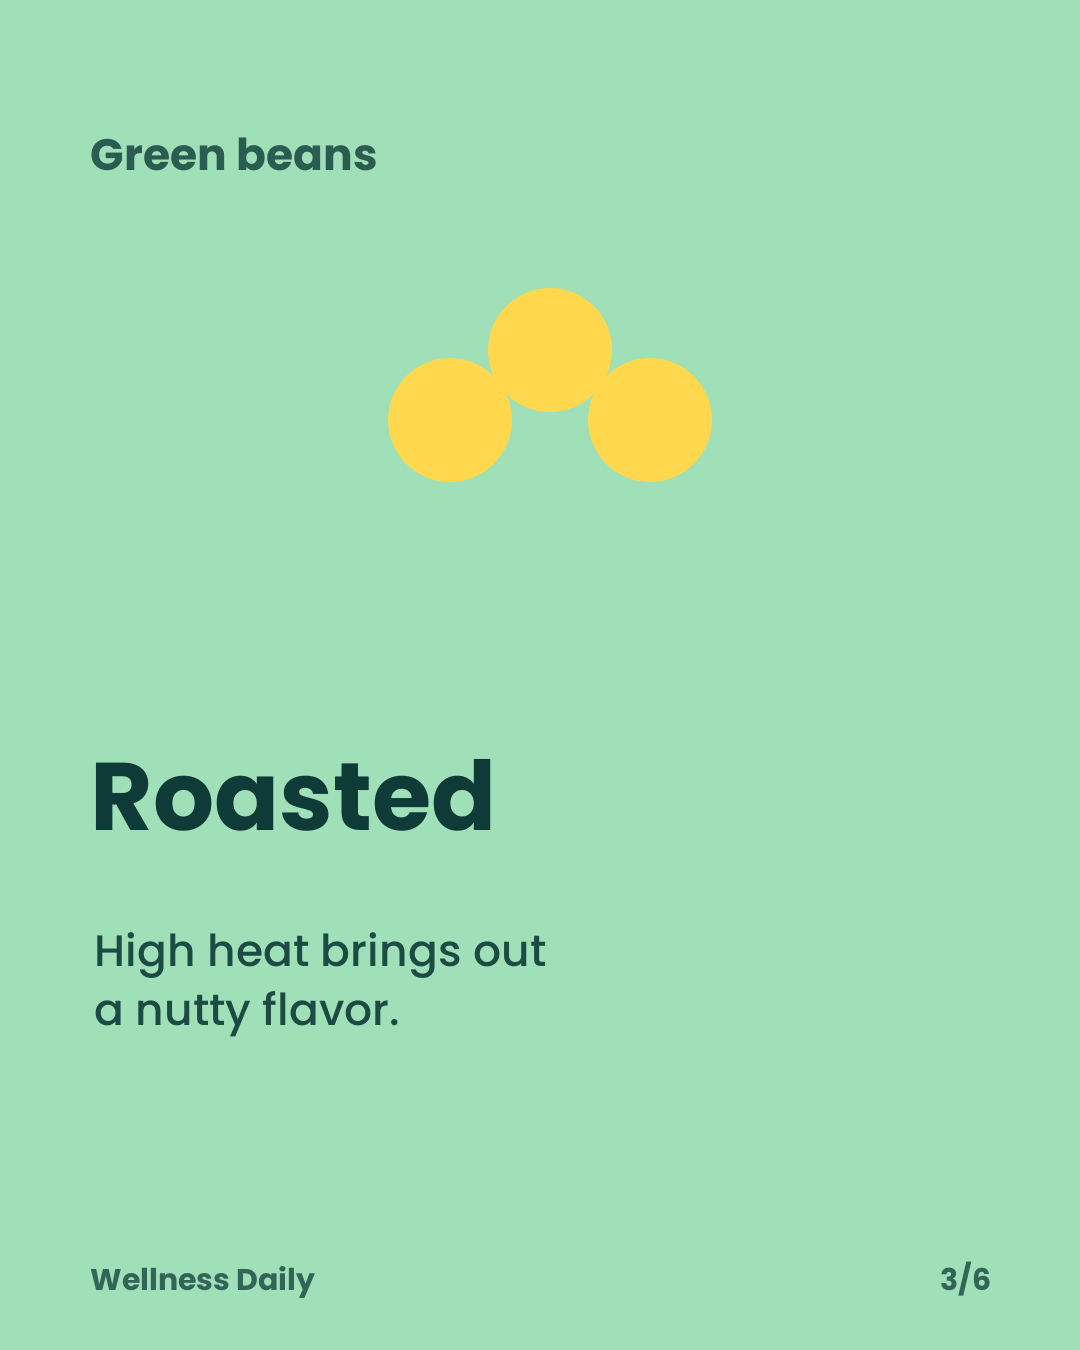 Green beans
Roasted
High heat brings out
a nutty flavor.
Wellness Daily
3/6